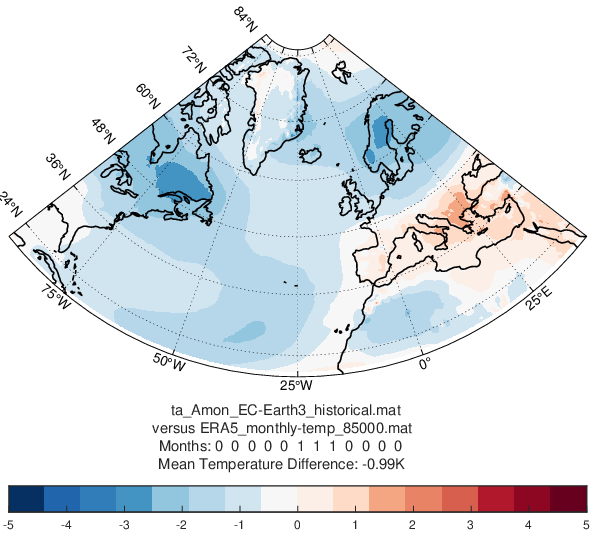 84°N
72°N
60°N
48°N
36°N
24°N
75°W
50°W
25°W
0°
25°E
ta_Amon_EC-Earth3_historical.mat
versus ERA5_monthly-temp_85000.mat
Months: 0 0 0 0 0 1 1 1 0 0 0 0
Mean Temperature Difference: -0.99K
-5 -4 -3 -2 -1 0 1 2 3 4 5